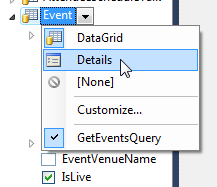 Event
DataGrid
Details
[None]
Customize...
GetEventsQuery
EventVenueName
IsLive